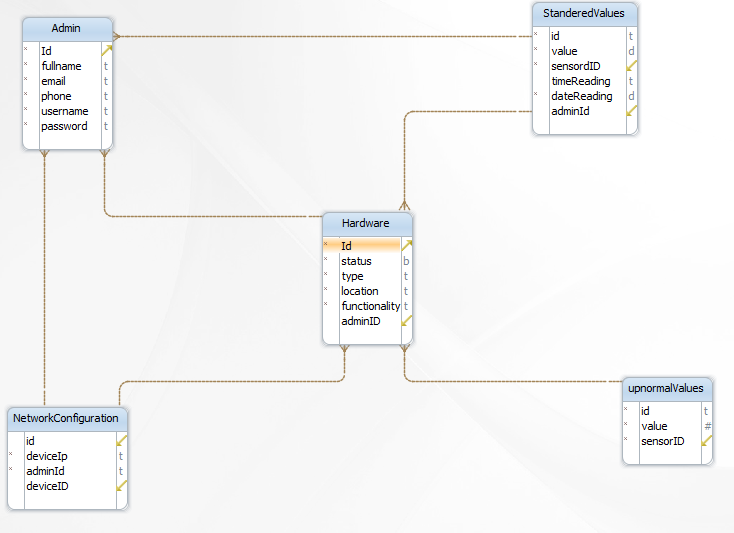 Admin
* Id
* fullname t
* email t
* phone t
* username t
* password t
StanderedValues
* id t
* value d
* sensordID
timeReading t
* dateReading d
adminId
Hardware
* Id
* status b
* type t
* location t
* functionality t
adminID
NetworkConfiguration
id
* deviceIp t
* adminId t
deviceID
upnormalValues
* id t
* value #
* sensorID